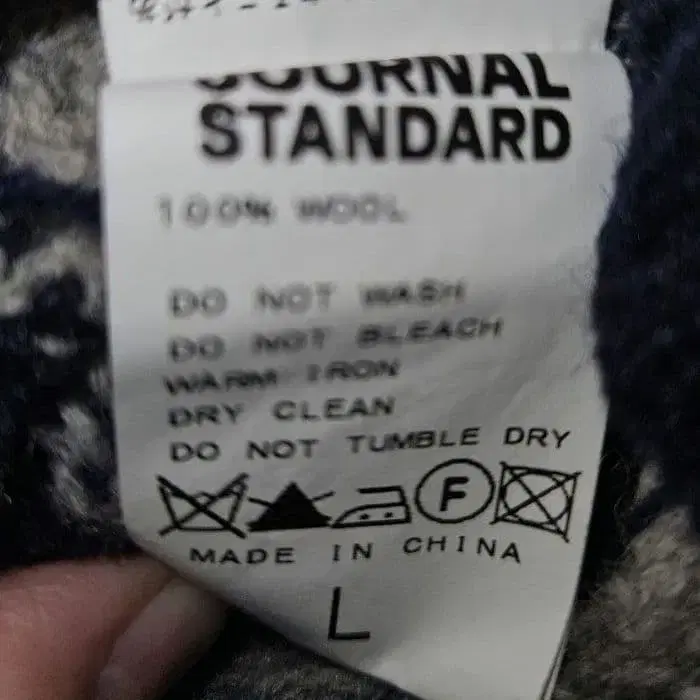 JOURNAL
STANDARD
100% WOOL
DO NOT WASH
DO NOT BLEACH
WARM IRON
DRY CLEAN
DO NOT TUMBLE DRY
F
MADE IN CHINA
L